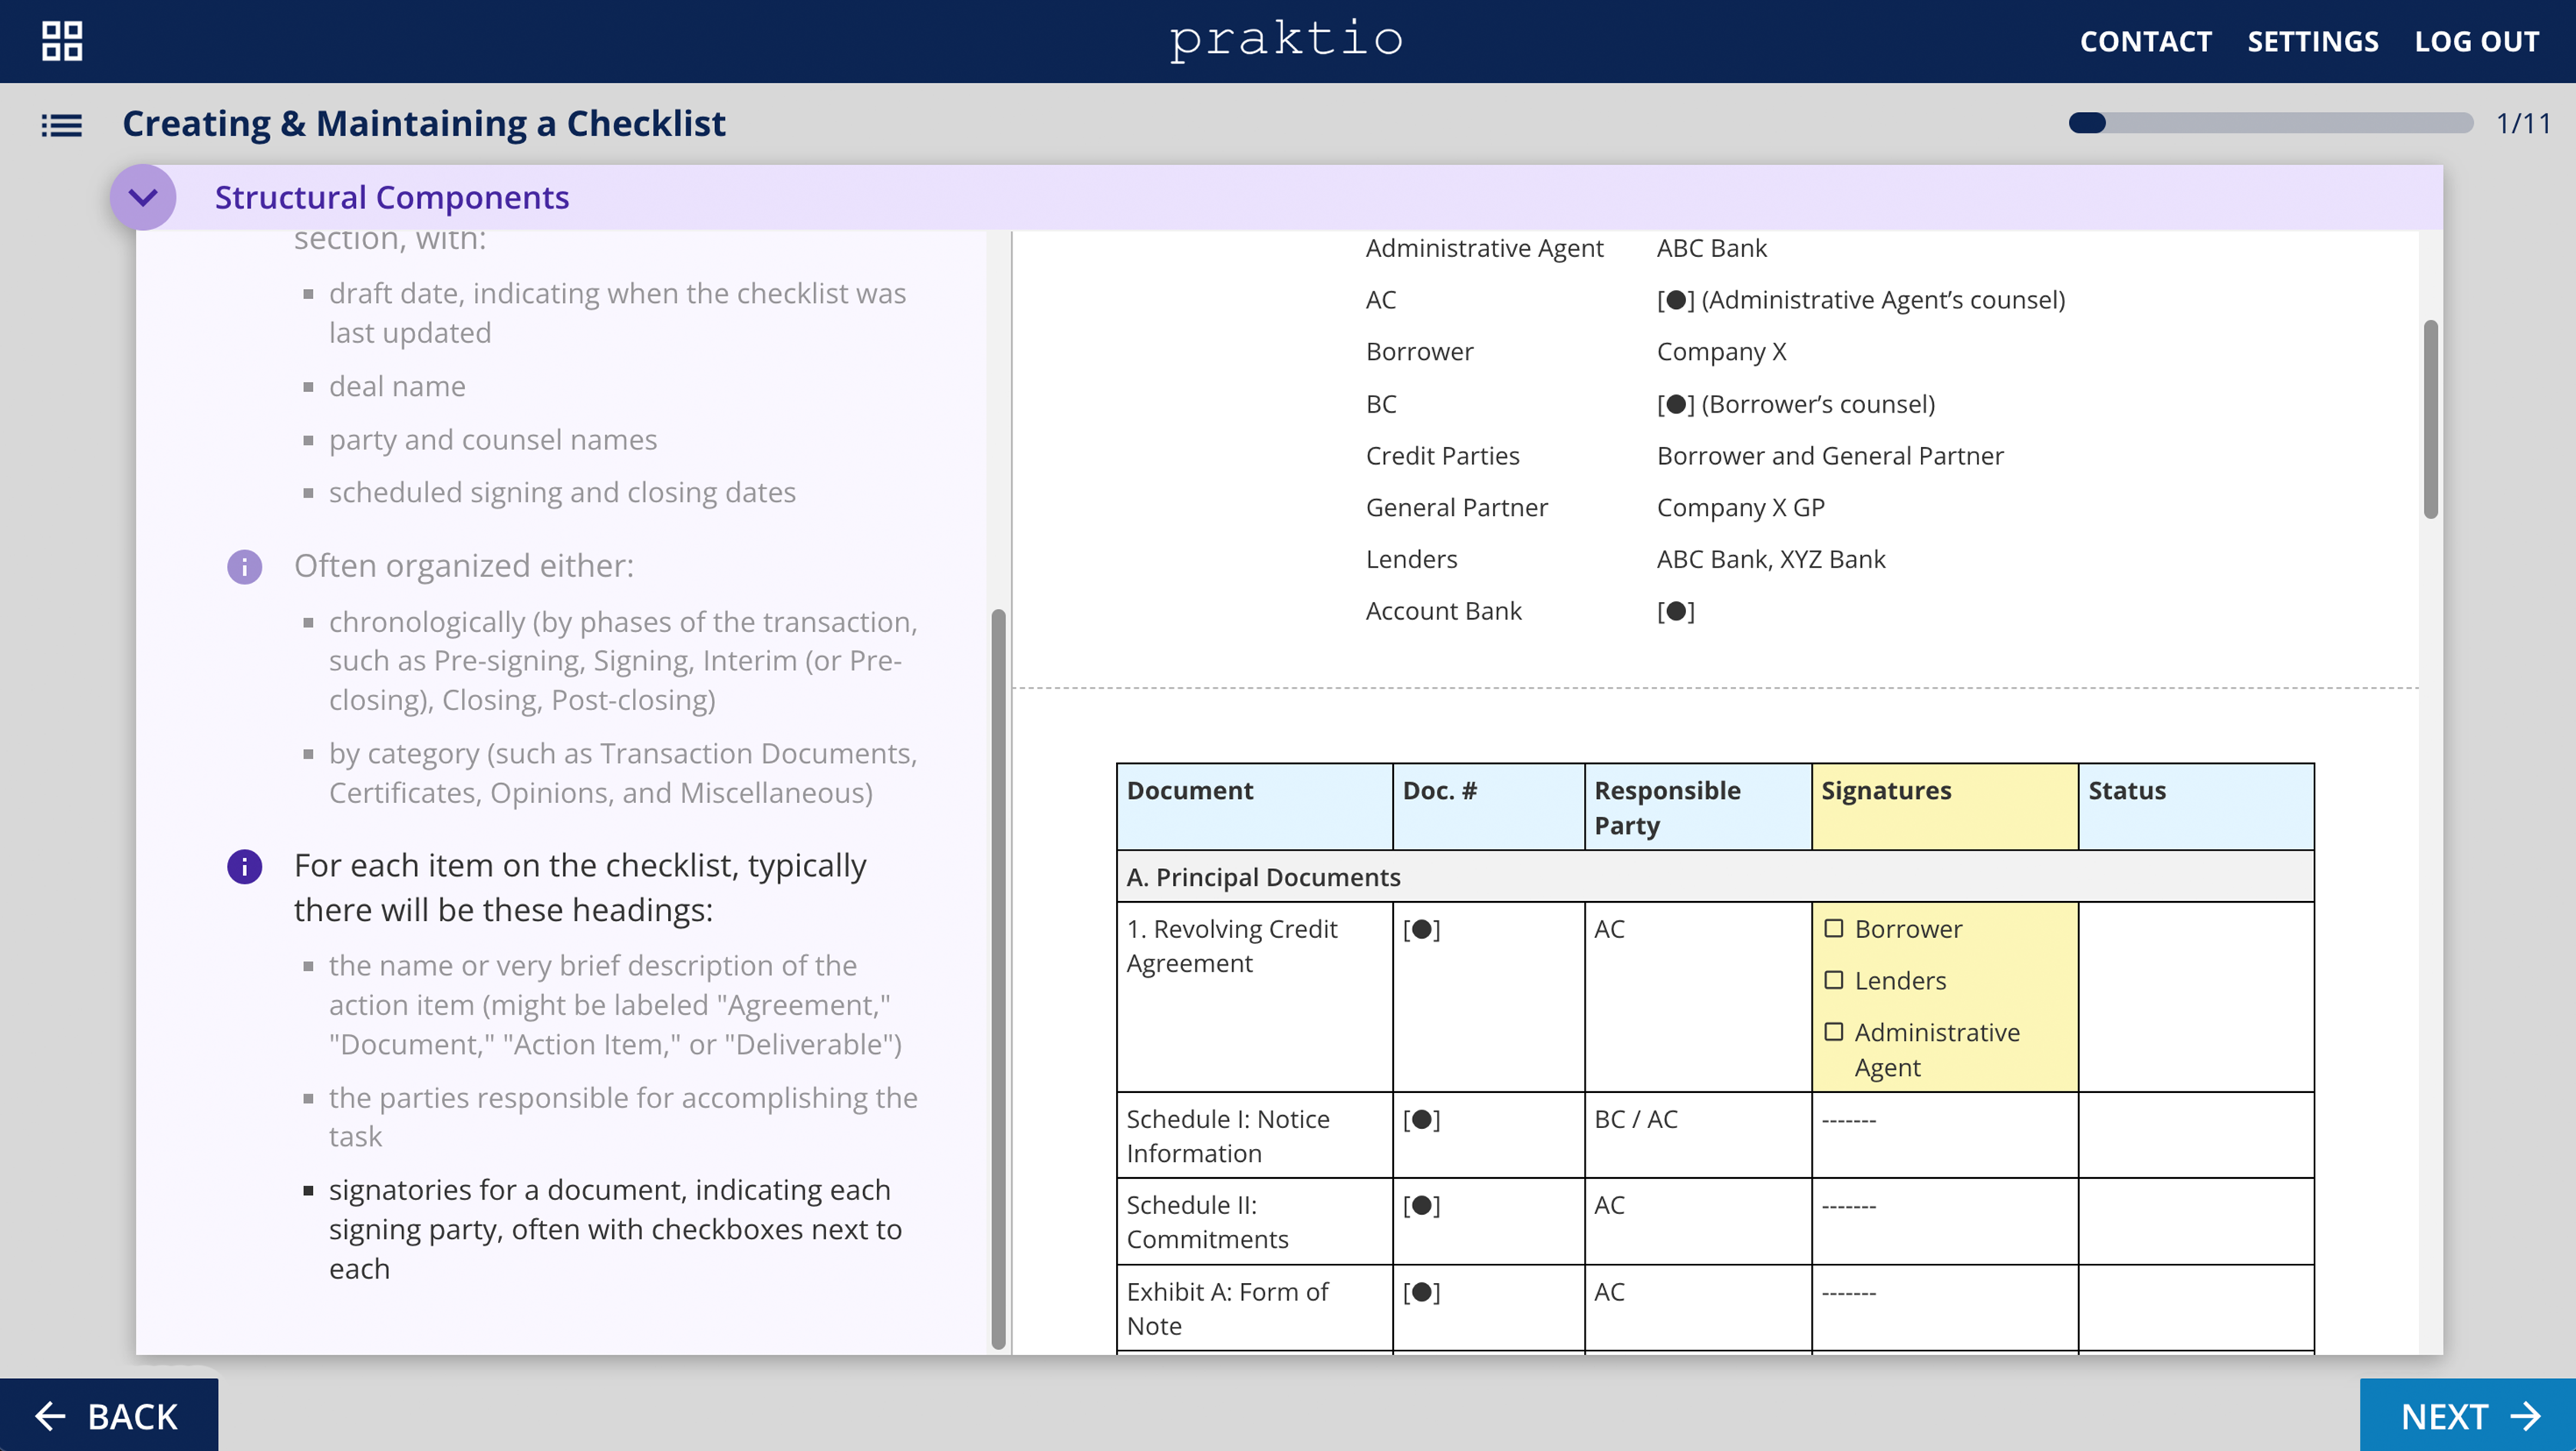 praktio
CONTACT SETTINGS LOG OUT
Creating & Maintaining a Checklist
1/11
Structural Components
section, with:
draft date, indicating when the checklist was
last updated
deal name
party and counsel names
scheduled signing and closing dates
Often organized either:
chronologically (by phases of the transaction,
such as Pre-signing, Signing, Interim (or Pre-
closing), Closing, Post-closing)
by category (such as Transaction Documents,
Certificates, Opinions, and Miscellaneous)
For each item on the checklist, typically
there will be these headings:
the name or very brief description of the
action item (might be labeled "Agreement,"
"Document," "Action Item," or "Deliverable")
the parties responsible for accomplishing the
task
signatories for a document, indicating each
signing party, often with checkboxes next to
each
Administrative Agent ABC Bank
AC [●] (Administrative Agent’s counsel)
Borrower Company X
BC [●] (Borrower’s counsel)
Credit Parties Borrower and General Partner
General Partner Company X GP
Lenders ABC Bank, XYZ Bank
Account Bank [●]
Document Doc. # Responsible Signatures Status
Party
A. Principal Documents
1. Revolving Credit [●] AC ☐ Borrower
Agreement
☐ Lenders
☐ Administrative
Agent
Schedule I: Notice [●] BC / AC -------
Information
Schedule II: [●] AC -------
Commitments
Exhibit A: Form of [●] AC -------
Note
BACK
NEXT